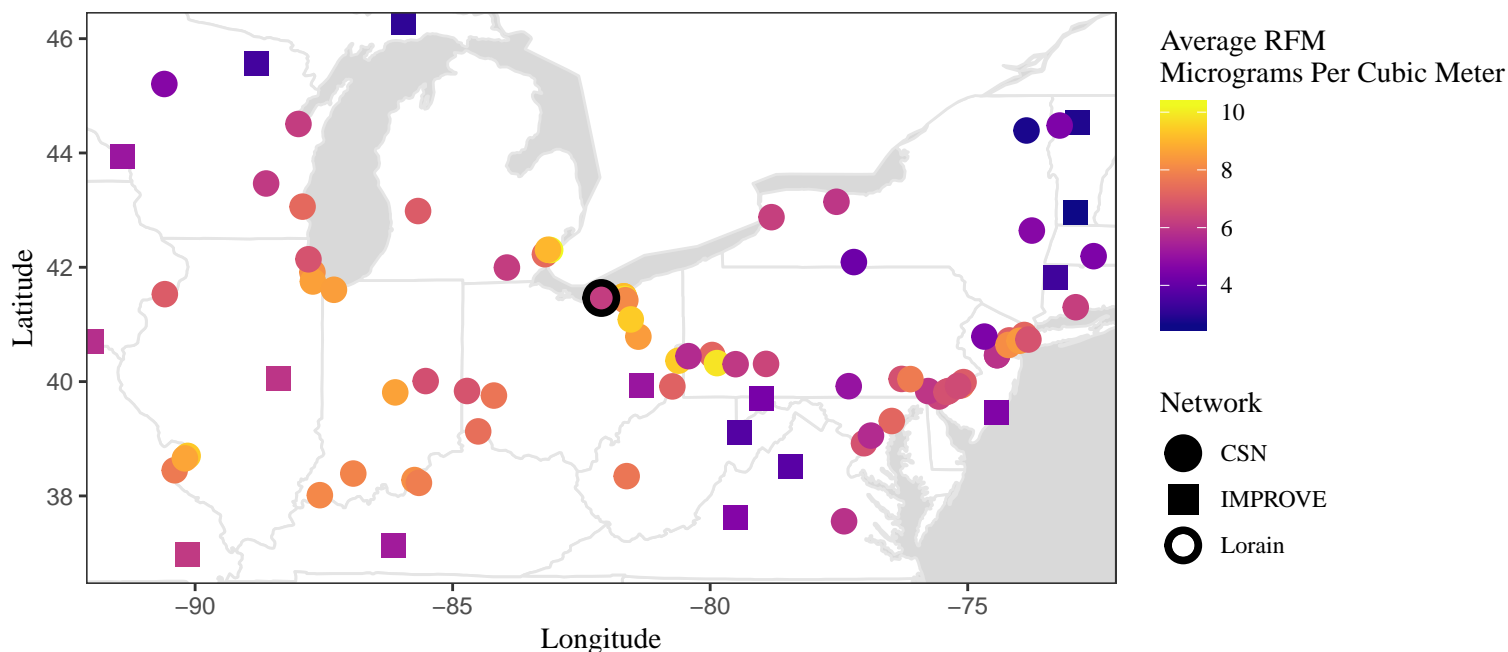 46
44
42
40
38
Latitude
−90
−85
−80
−75
Longitude
Average RFM
Micrograms Per Cubic Meter
10
8
6
4
Network
CSN
IMPROVE
Lorain